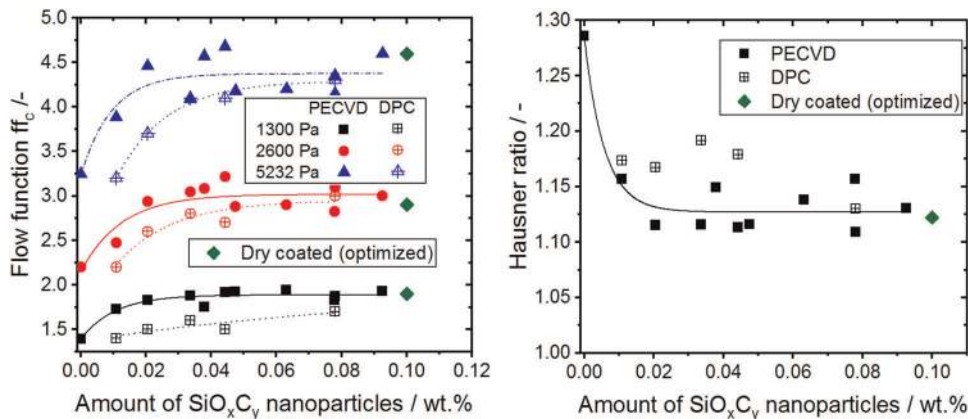 Flow function ff_c /-
5.0
4.5
4.0
3.5
3.0
2.5
2.0
1.5
PECVD DPC
1300 Pa
2600 Pa
5232 Pa
Dry coated (optimized)
0.00 0.02 0.04 0.06 0.08 0.10 0.12
Amount of SiO_xC_y nanoparticles / wt.%
Hausner ratio / -
1.30
1.25
1.20
1.15
1.10
1.05
1.00
PECVD
DPC
Dry coated (optimized)
0.00 0.02 0.04 0.06 0.08 0.10
Amount of SiO_xC_y nanoparticles / wt.%